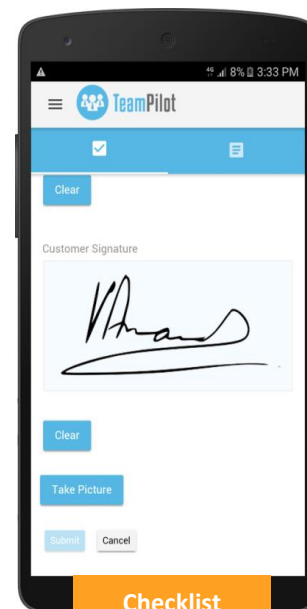 8% 3:33 PM
TeamPilot
Clear
Customer Signature
Clear
Take Picture
Submit Cancel
Checklist